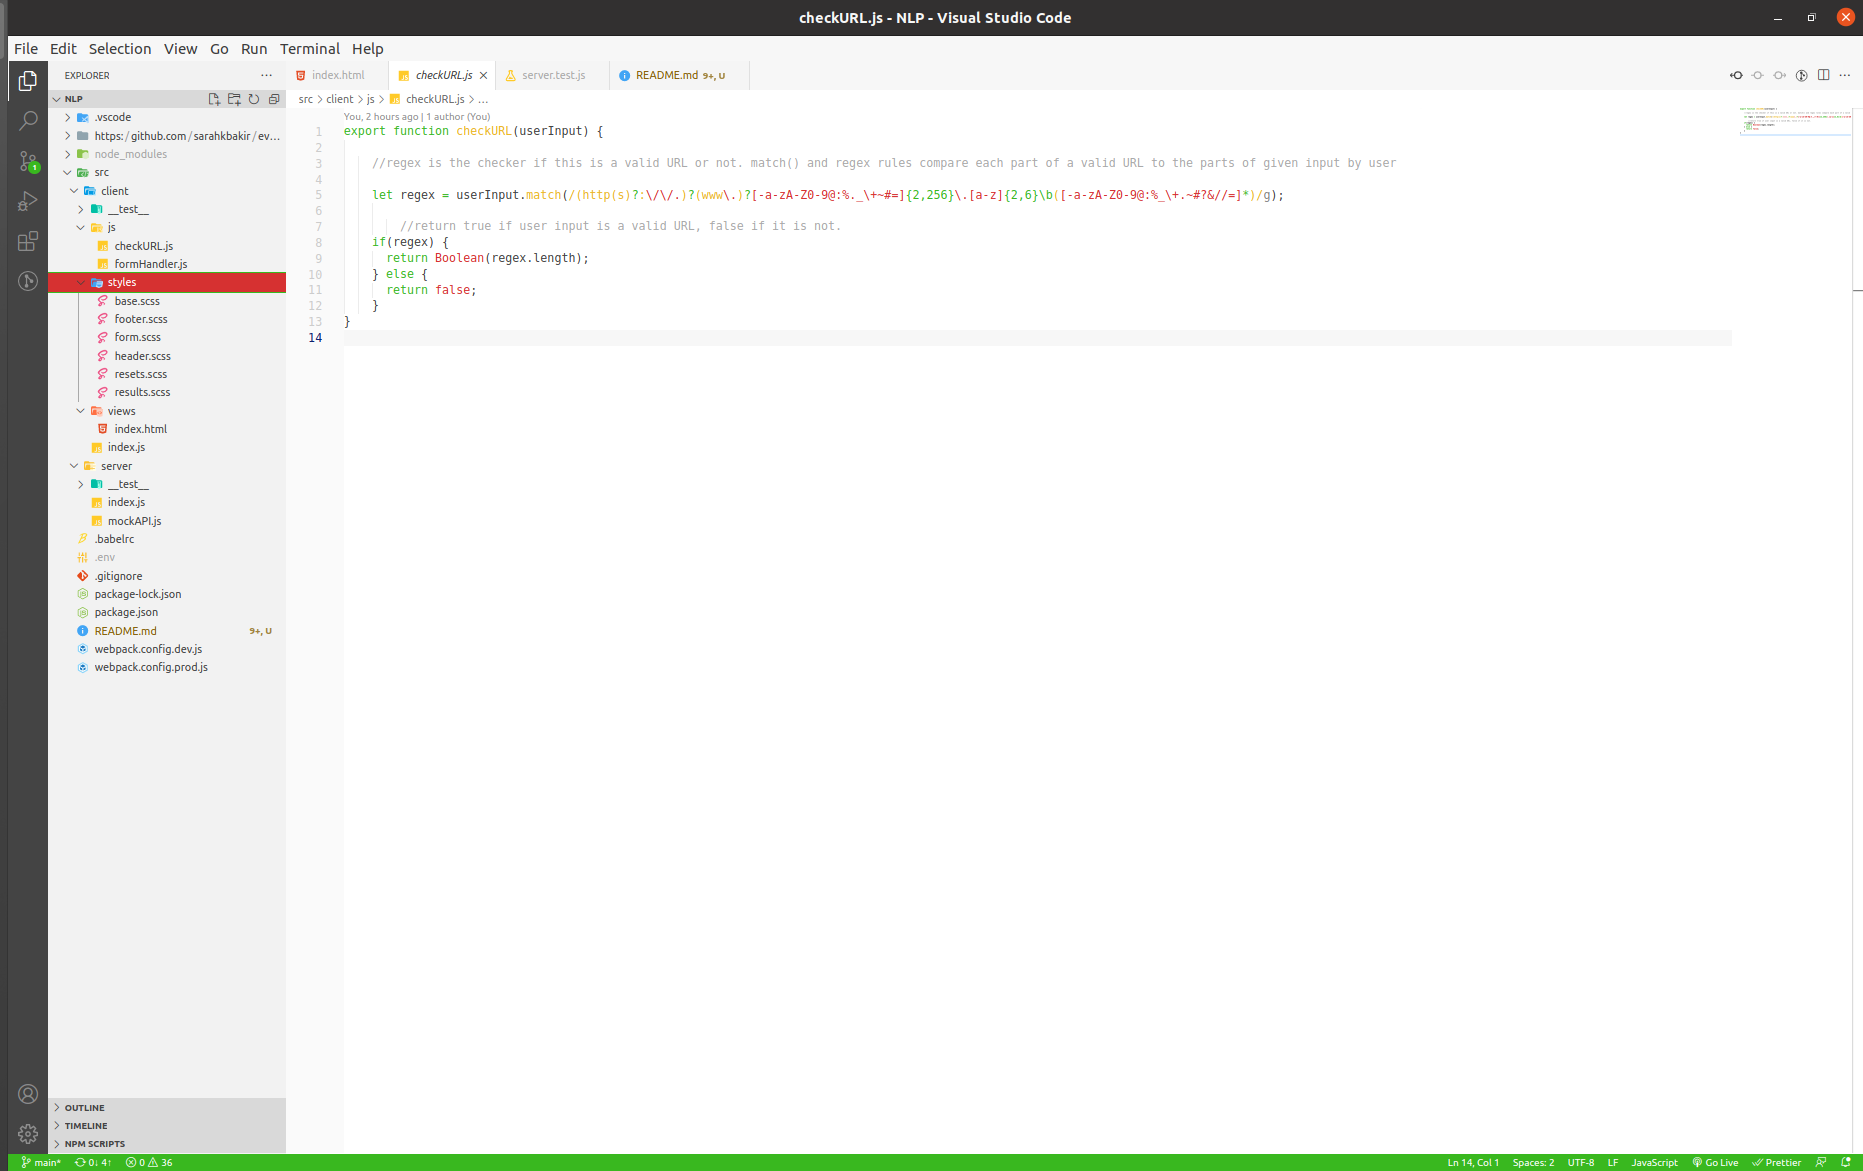 checkURL.js - NLP - Visual Studio Code
File Edit Selection View Go Run Terminal Help
EXPLORER
index.html
checkURL.js
server.test.js
README.md 9+, U
NLP
src > client > js > checkURL.js > ...
.vscode
https:/github.com/sarahkbakir/ev...
node_modules
src
client
__test__
js
checkURL.js
formHandler.js
styles
base.scss
footer.scss
form.scss
header.scss
resets.scss
results.scss
views
index.html
index.js
server
__test__
index.js
mockAPI.js
.babelrc
.env
.gitignore
package-lock.json
package.json
README.md 9+, U
webpack.config.dev.js
webpack.config.prod.js
OUTLINE
TIMELINE
NPM SCRIPTS
You, 2 hours ago | 1 author (You)
1 export function checkURL(userInput) {
2
3 //regex is the checker if this is a valid URL or not. match() and regex rules compare each part of a valid URL to the parts of given input by user
4
5 let regex = userInput.match(/(http(s)?:\/\/.)?(www\.)?[-a-zA-Z0-9@:%._\+~#=]{2,256}\.[a-z]{2,6}\b([-a-zA-Z0-9@:%_\+.~#?&//=]*)/g);
6
7 //return true if user input is a valid URL, false if it is not.
8 if(regex) {
9 return Boolean(regex.length);
10 } else {
11 return false;
12 }
13 }
14
1
main* 0↓ 4↑ 0 36
Ln 14, Col 1 Spaces: 2 UTF-8 LF JavaScript Go Live Prettier